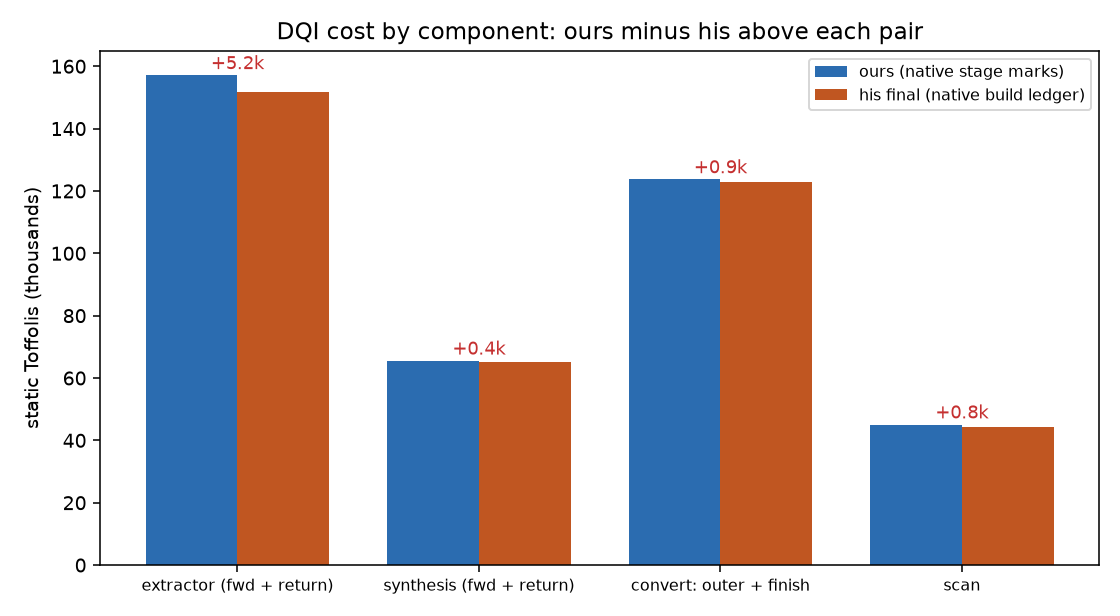 DQI cost by component: ours minus his above each pair
static Toffolis (thousands)
160
140
120
100
80
60
40
20
0
+5.2k
+0.4k
+0.9k
+0.8k
ours (native stage marks)
his final (native build ledger)
extractor (fwd + return)
synthesis (fwd + return)
convert: outer + finish
scan